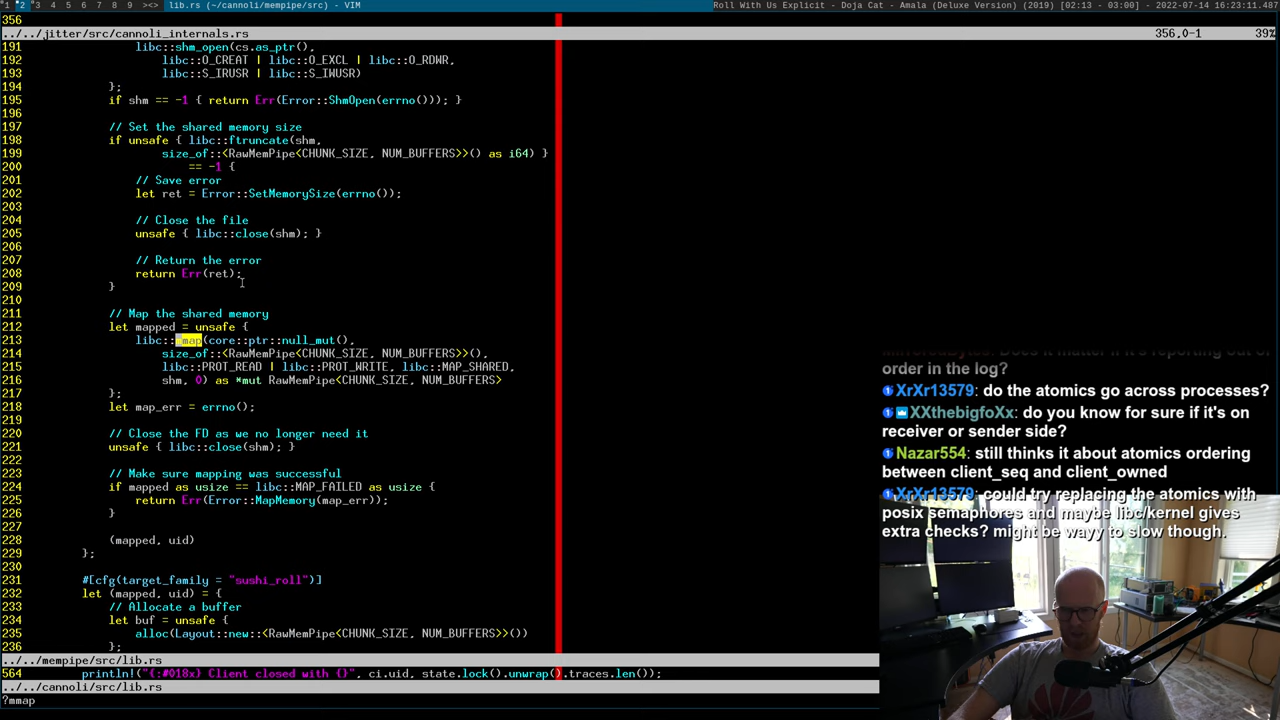 1 2 3 4 5 6 7 8 9 ><> lib.rs (~/cannoli/mempipe/src) - VIM Roll With Us Explicit - Doja Cat - Amala (Deluxe Version) (2019) [02:13 - 03:00] - 2022-07-14 16:23:11.487
356
../../jitter/src/cannoli_internals.rs 356,0-1 39%
191 libc::shm_open(cs.as_ptr(),
192 libc::O_CREAT | libc::O_EXCL | libc::O_RDWR,
193 libc::S_IRUSR | libc::S_IWUSR)
194 };
195 if shm == -1 { return Err(Error::ShmOpen(errno())); }
196
197 // Set the shared memory size
198 if unsafe { libc::ftruncate(shm,
199 size_of::<RawMemPipe<CHUNK_SIZE, NUM_BUFFERS>>() as i64) }
200 == -1 {
201 // Save error
202 let ret = Error::SetMemorySize(errno());
203
204 // Close the file
205 unsafe { libc::close(shm); }
206
207 // Return the error
208 return Err(ret);
209 }
210
211 // Map the shared memory
212 let mapped = unsafe {
213 libc::mmap(core::ptr::null_mut(),
214 size_of::<RawMemPipe<CHUNK_SIZE, NUM_BUFFERS>>(),
215 libc::PROT_READ | libc::PROT_WRITE, libc::MAP_SHARED,
216 shm, 0) as *mut RawMemPipe<CHUNK_SIZE, NUM_BUFFERS>
217 };
218 let map_err = errno();
219
220 // Close the FD as we no longer need it
221 unsafe { libc::close(shm); }
222
223 // Make sure mapping was successful
224 if mapped as usize == libc::MAP_FAILED as usize {
225 return Err(Error::MapMemory(map_err));
226 }
227
228 (mapped, uid)
229 };
230
231 #[cfg(target_family = "sushi_roll")]
232 let (mapped, uid) = {
233 // Allocate a buffer
234 let buf = unsafe {
235 alloc(Layout::new::<RawMemPipe<CHUNK_SIZE, NUM_BUFFERS>>())
236 };
../../mempipe/src/lib.rs
564 println!("{:#018x} Client closed with {}", ci.uid, state.lock().unwrap().traces.len());
../../cannoli/src/lib.rs
?mmap
Does it matter if it's reporting out of
order in the log?
XrXr13579: do the atomics go across processes?
XXthebigfoXx: do you know for sure if it's on
receiver or sender side?
Nazar554: still thinks it about atomics ordering
between client_seq and client_owned
XrXr13579: could try replacing the atomics with
posix semaphores and maybe libc/kernel gives
extra checks? might be wayy to slow though.